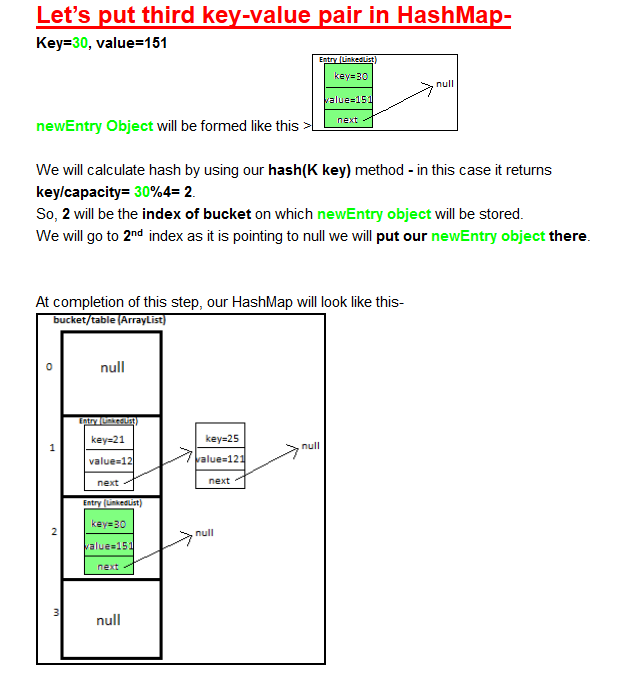 Let's put third key-value pair in HashMap-
Key=30, value=151
Entry (LinkedList)
key=30
value=151
next
null
newEntry Object will be formed like this >
We will calculate hash by using our hash(K key) method - in this case it returns
key/capacity= 30%4= 2.
So, 2 will be the index of bucket on which newEntry object will be stored.
We will go to 2nd index as it is pointing to null we will put our newEntry object there.
At completion of this step, our HashMap will look like this-
bucket/table (ArrayList)
0
null
Entry (LinkedList)
1
key=21
value=12
next
key=25
value=121
next
null
Entry (LinkedList)
2
key=30
value=151
next
null
3
null